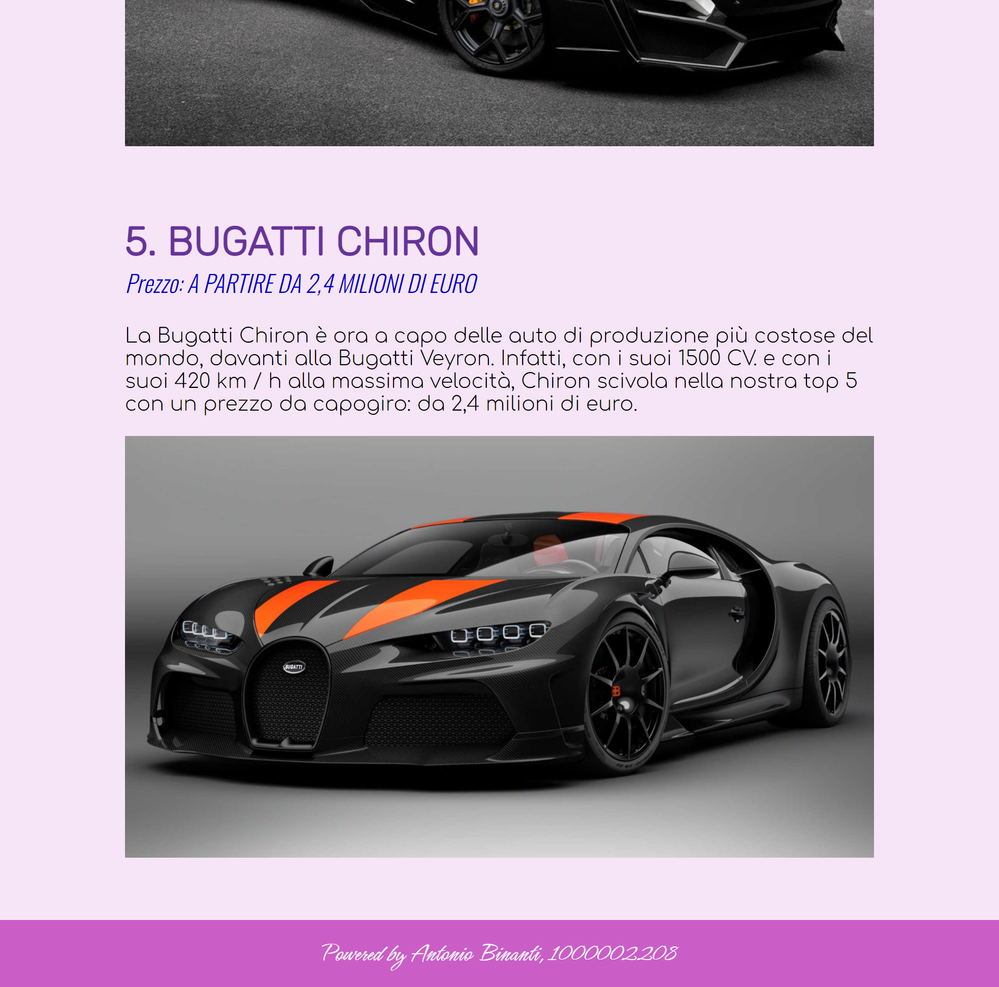 5. BUGATTI CHIRON
Prezzo: A PARTIRE DA 2,4 MILIONI DI EURO
La Bugatti Chiron è ora a capo delle auto di produzione più costose del
mondo, davanti alla Bugatti Veyron. Infatti, con i suoi 1500 CV. e con i
suoi 420 km / h alla massima velocità, Chiron scivola nella nostra top 5
con un prezzo da capogiro: da 2,4 milioni di euro.
BUGATTI
Powered by Antonio Binanti, 1000002208